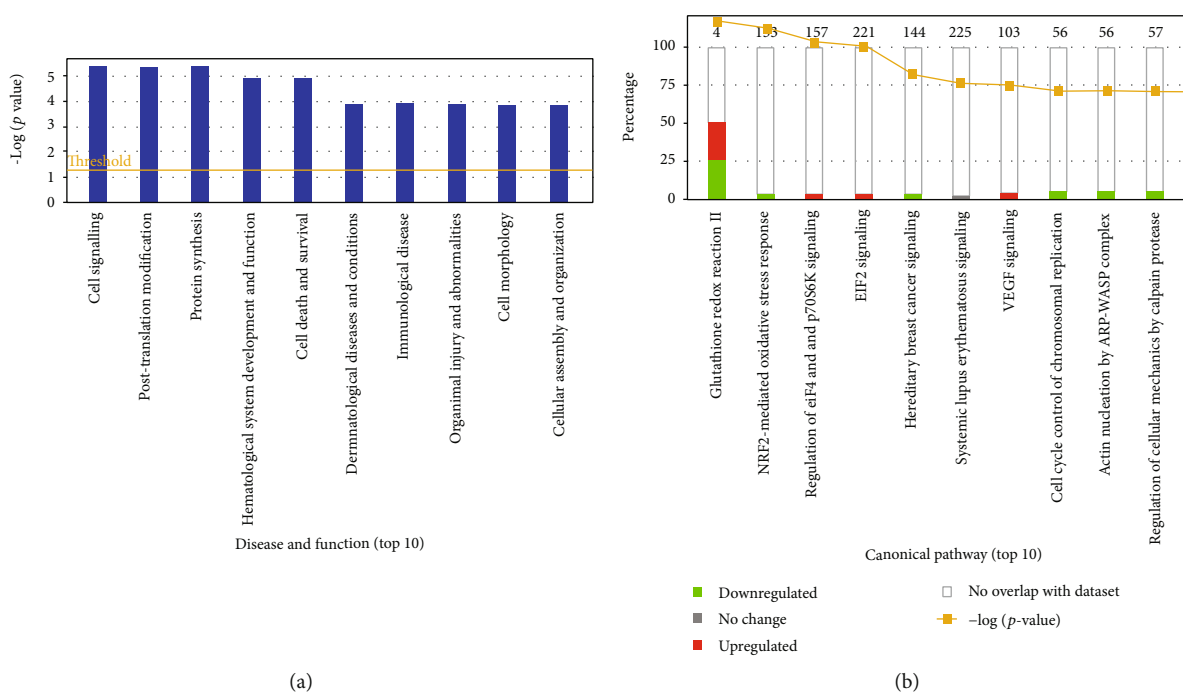 5
4
3
2
1
0
-Log (p value)
Threshold
Cell signalling
Post-translation modification
Protein synthesis
Hematological system development and function
Cell death and survival
Dermnatological diseases and conditions
Immunological disease
Organimal injury and abnormalities
Cell morphology
Cellular assembly and organization
Disease and function (top 10)
(a)
4 153 157 221 144 225 103 56 56 57
100
75
50
25
0
Percentage
Glutathione redox reaction II
NRF2-mediated oxidative stress response
Regulation of eiF4 and and p70S6K signaling
EIF2 signaling
Hereditary breast cancer signaling
Systemic lupus erythematosus signaling
VEGF signaling
Cell cycle control of chromosomal replication
Actin nucleation by ARP-WASP complex
Regulation of cellular mechanics by calpain protease
Canonical pathway (top 10)
Downregulated
No change
Upregulated
No overlap with dataset
–log (p-value)
(b)